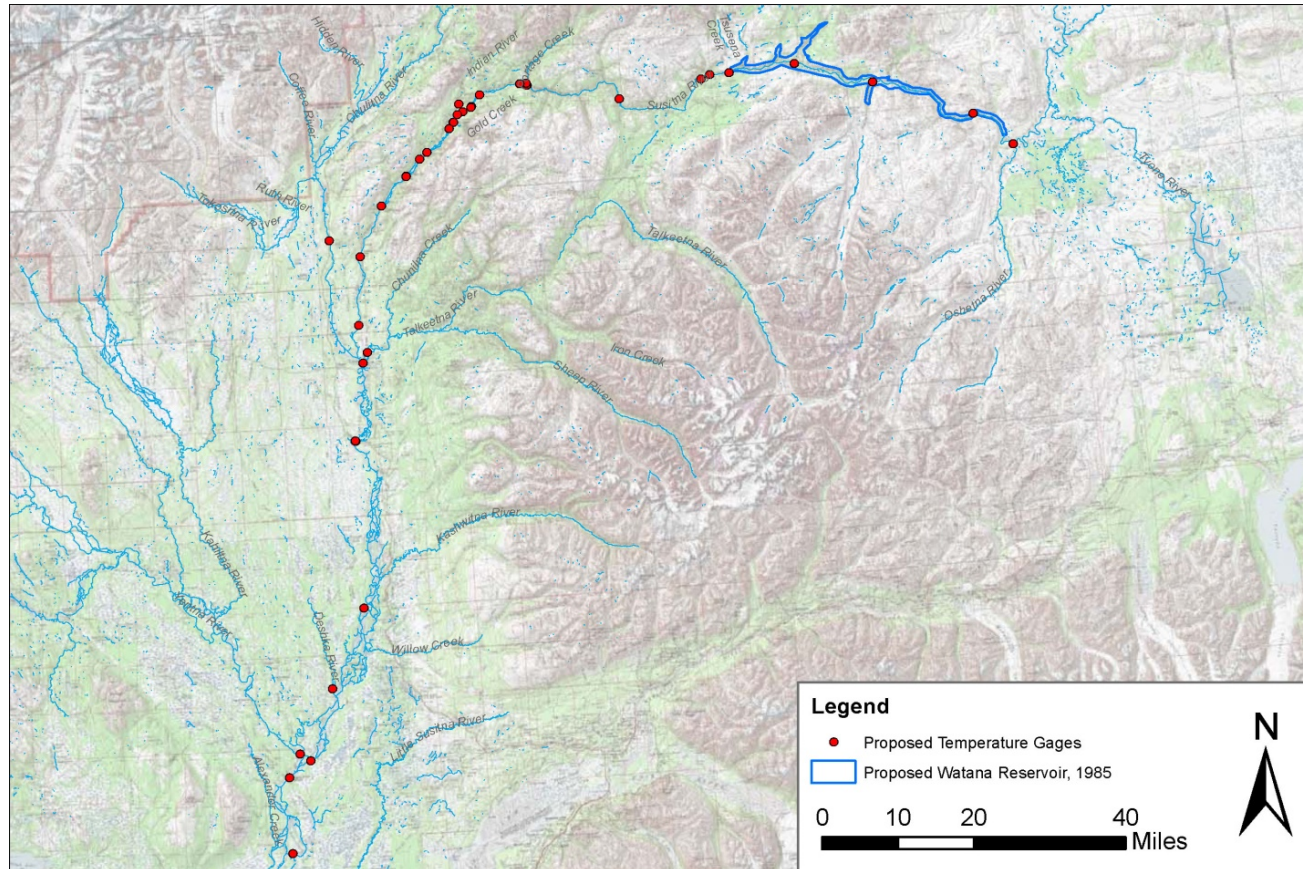 Hidden River
Coffee River
Chulitna River
Indian River
Portage Creek
Tsusena
Creek
Gold Creek
Susitna River
Tyone River
Ruth River
Tokositna River
Chunilna Creek
Talkeetna River
Talkeetna River
Oshetna River
Iron Creek
Sheep River
Kashwitna River
Kahiltna River
Yentna River
Deshka River
Willow Creek
Little Susitna River
Alexander Creek
Legend
Proposed Temperature Gages
Proposed Watana Reservoir, 1985
0 10 20 40
Miles
N